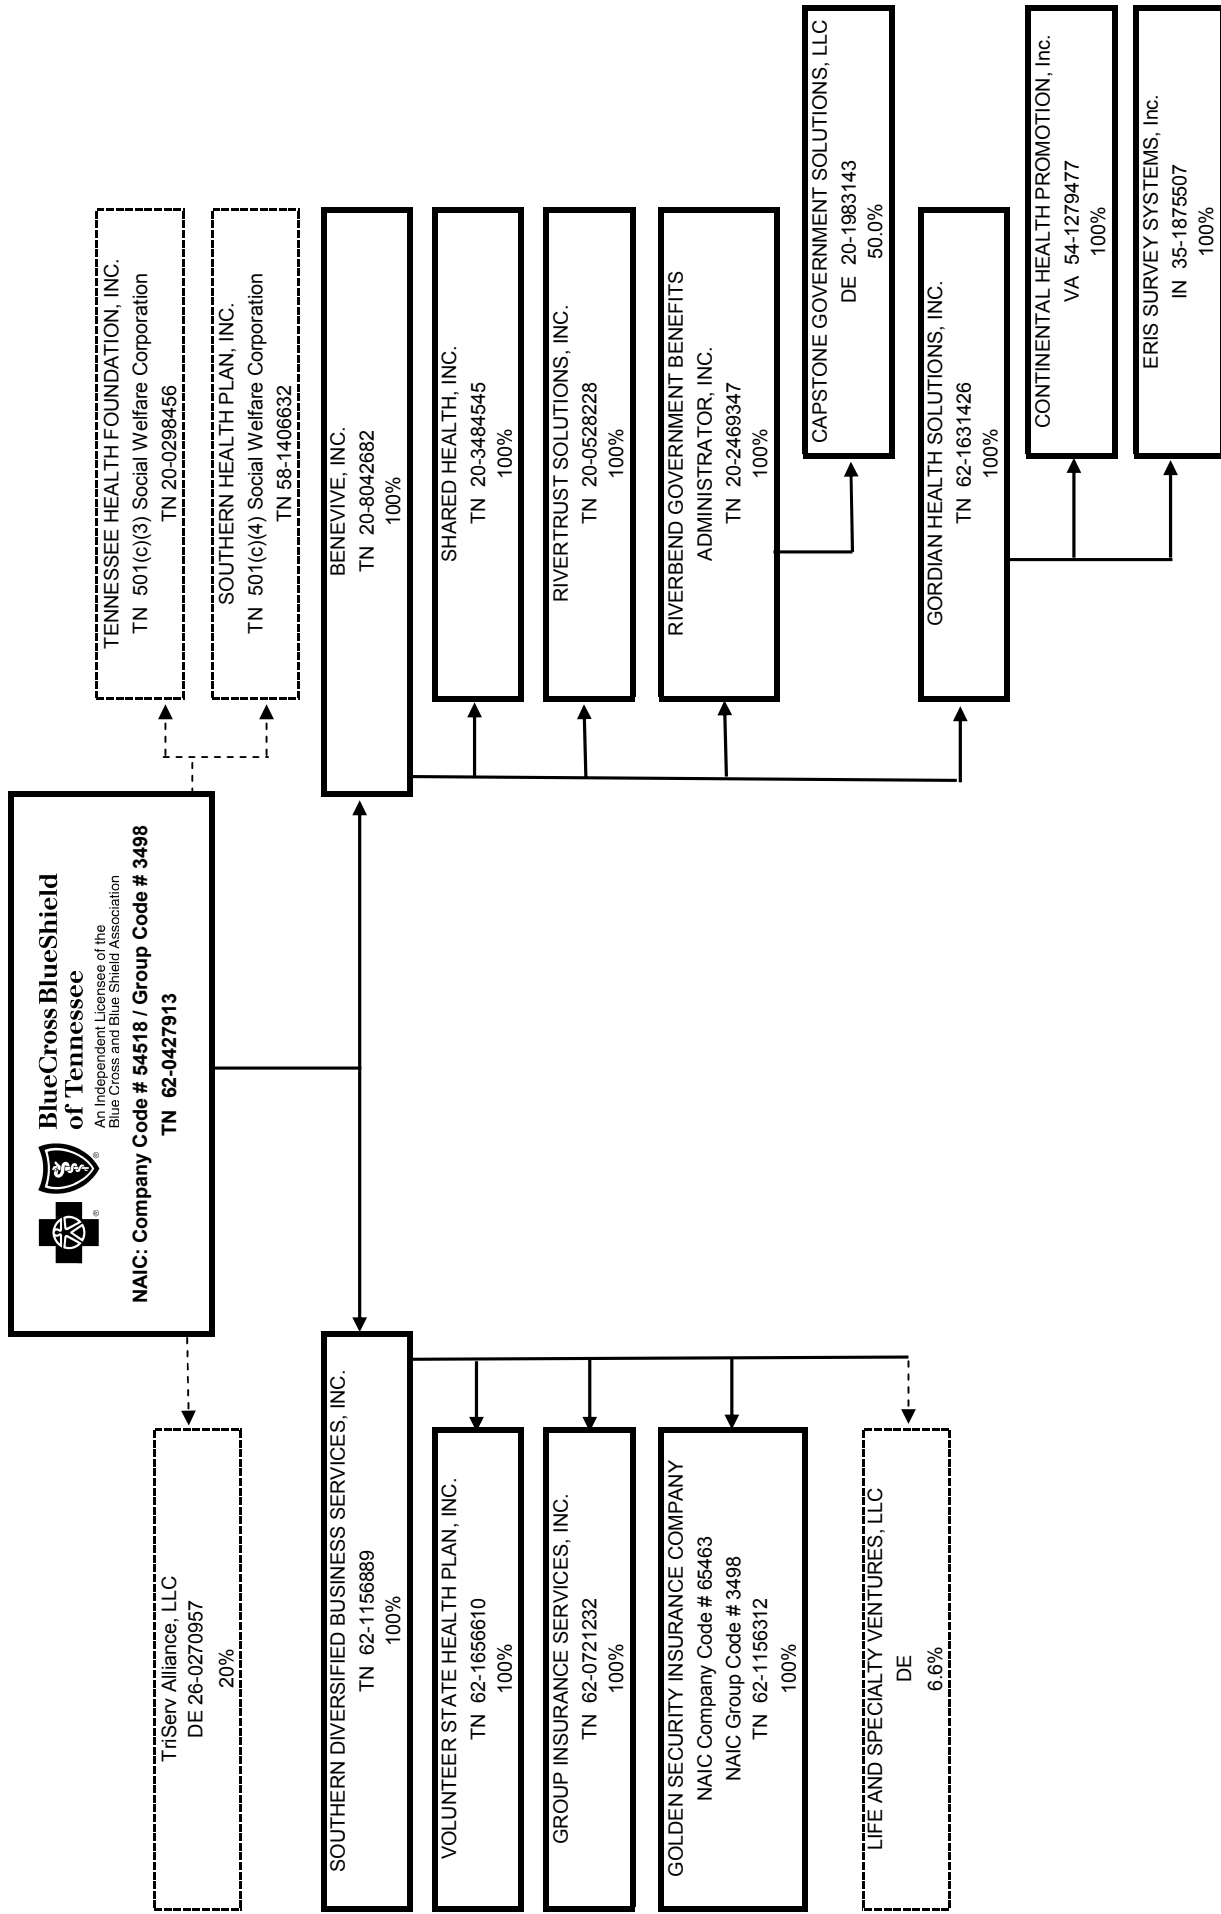 BlueCrossBlueShield
of Tennessee
An Independent Licensee of the
Blue Cross and Blue Shield Association
NAIC: Company Code # 54518 / Group Code # 3498
TN 62-0427913
TriServ Alliance, LLC
DE 26-0270957
20%
TENNESSEE HEALTH FOUNDATION, INC.
TN 501(c)(3) Social Welfare Corporation
TN 20-0298456
SOUTHERN HEALTH PLAN, INC.
TN 501(c)(4) Social Welfare Corporation
TN 58-1406632
SOUTHERN DIVERSIFIED BUSINESS SERVICES, INC.
TN 62-1156889
100%
VOLUNTEER STATE HEALTH PLAN, INC.
TN 62-1656610
100%
GROUP INSURANCE SERVICES, INC.
TN 62-0721232
100%
GOLDEN SECURITY INSURANCE COMPANY
NAIC Company Code # 65463
NAIC Group Code # 3498
TN 62-1156312
100%
LIFE AND SPECIALTY VENTURES, LLC
DE
6.6%
BENEVIVE, INC.
TN 20-8042682
100%
SHARED HEALTH, INC.
TN 20-3484545
100%
RIVERTRUST SOLUTIONS, INC.
TN 20-0528228
100%
RIVERBEND GOVERNMENT BENEFITS
ADMINISTRATOR, INC.
TN 20-2469347
100%
CAPSTONE GOVERNMENT SOLUTIONS, LLC
DE 20-1983143
50.0%
GORDIAN HEALTH SOLUTIONS, INC.
TN 62-1631426
100%
CONTINENTAL HEALTH PROMOTION, Inc.
VA 54-1279477
100%
ERIS SURVEY SYSTEMS, Inc.
IN 35-1875507
100%